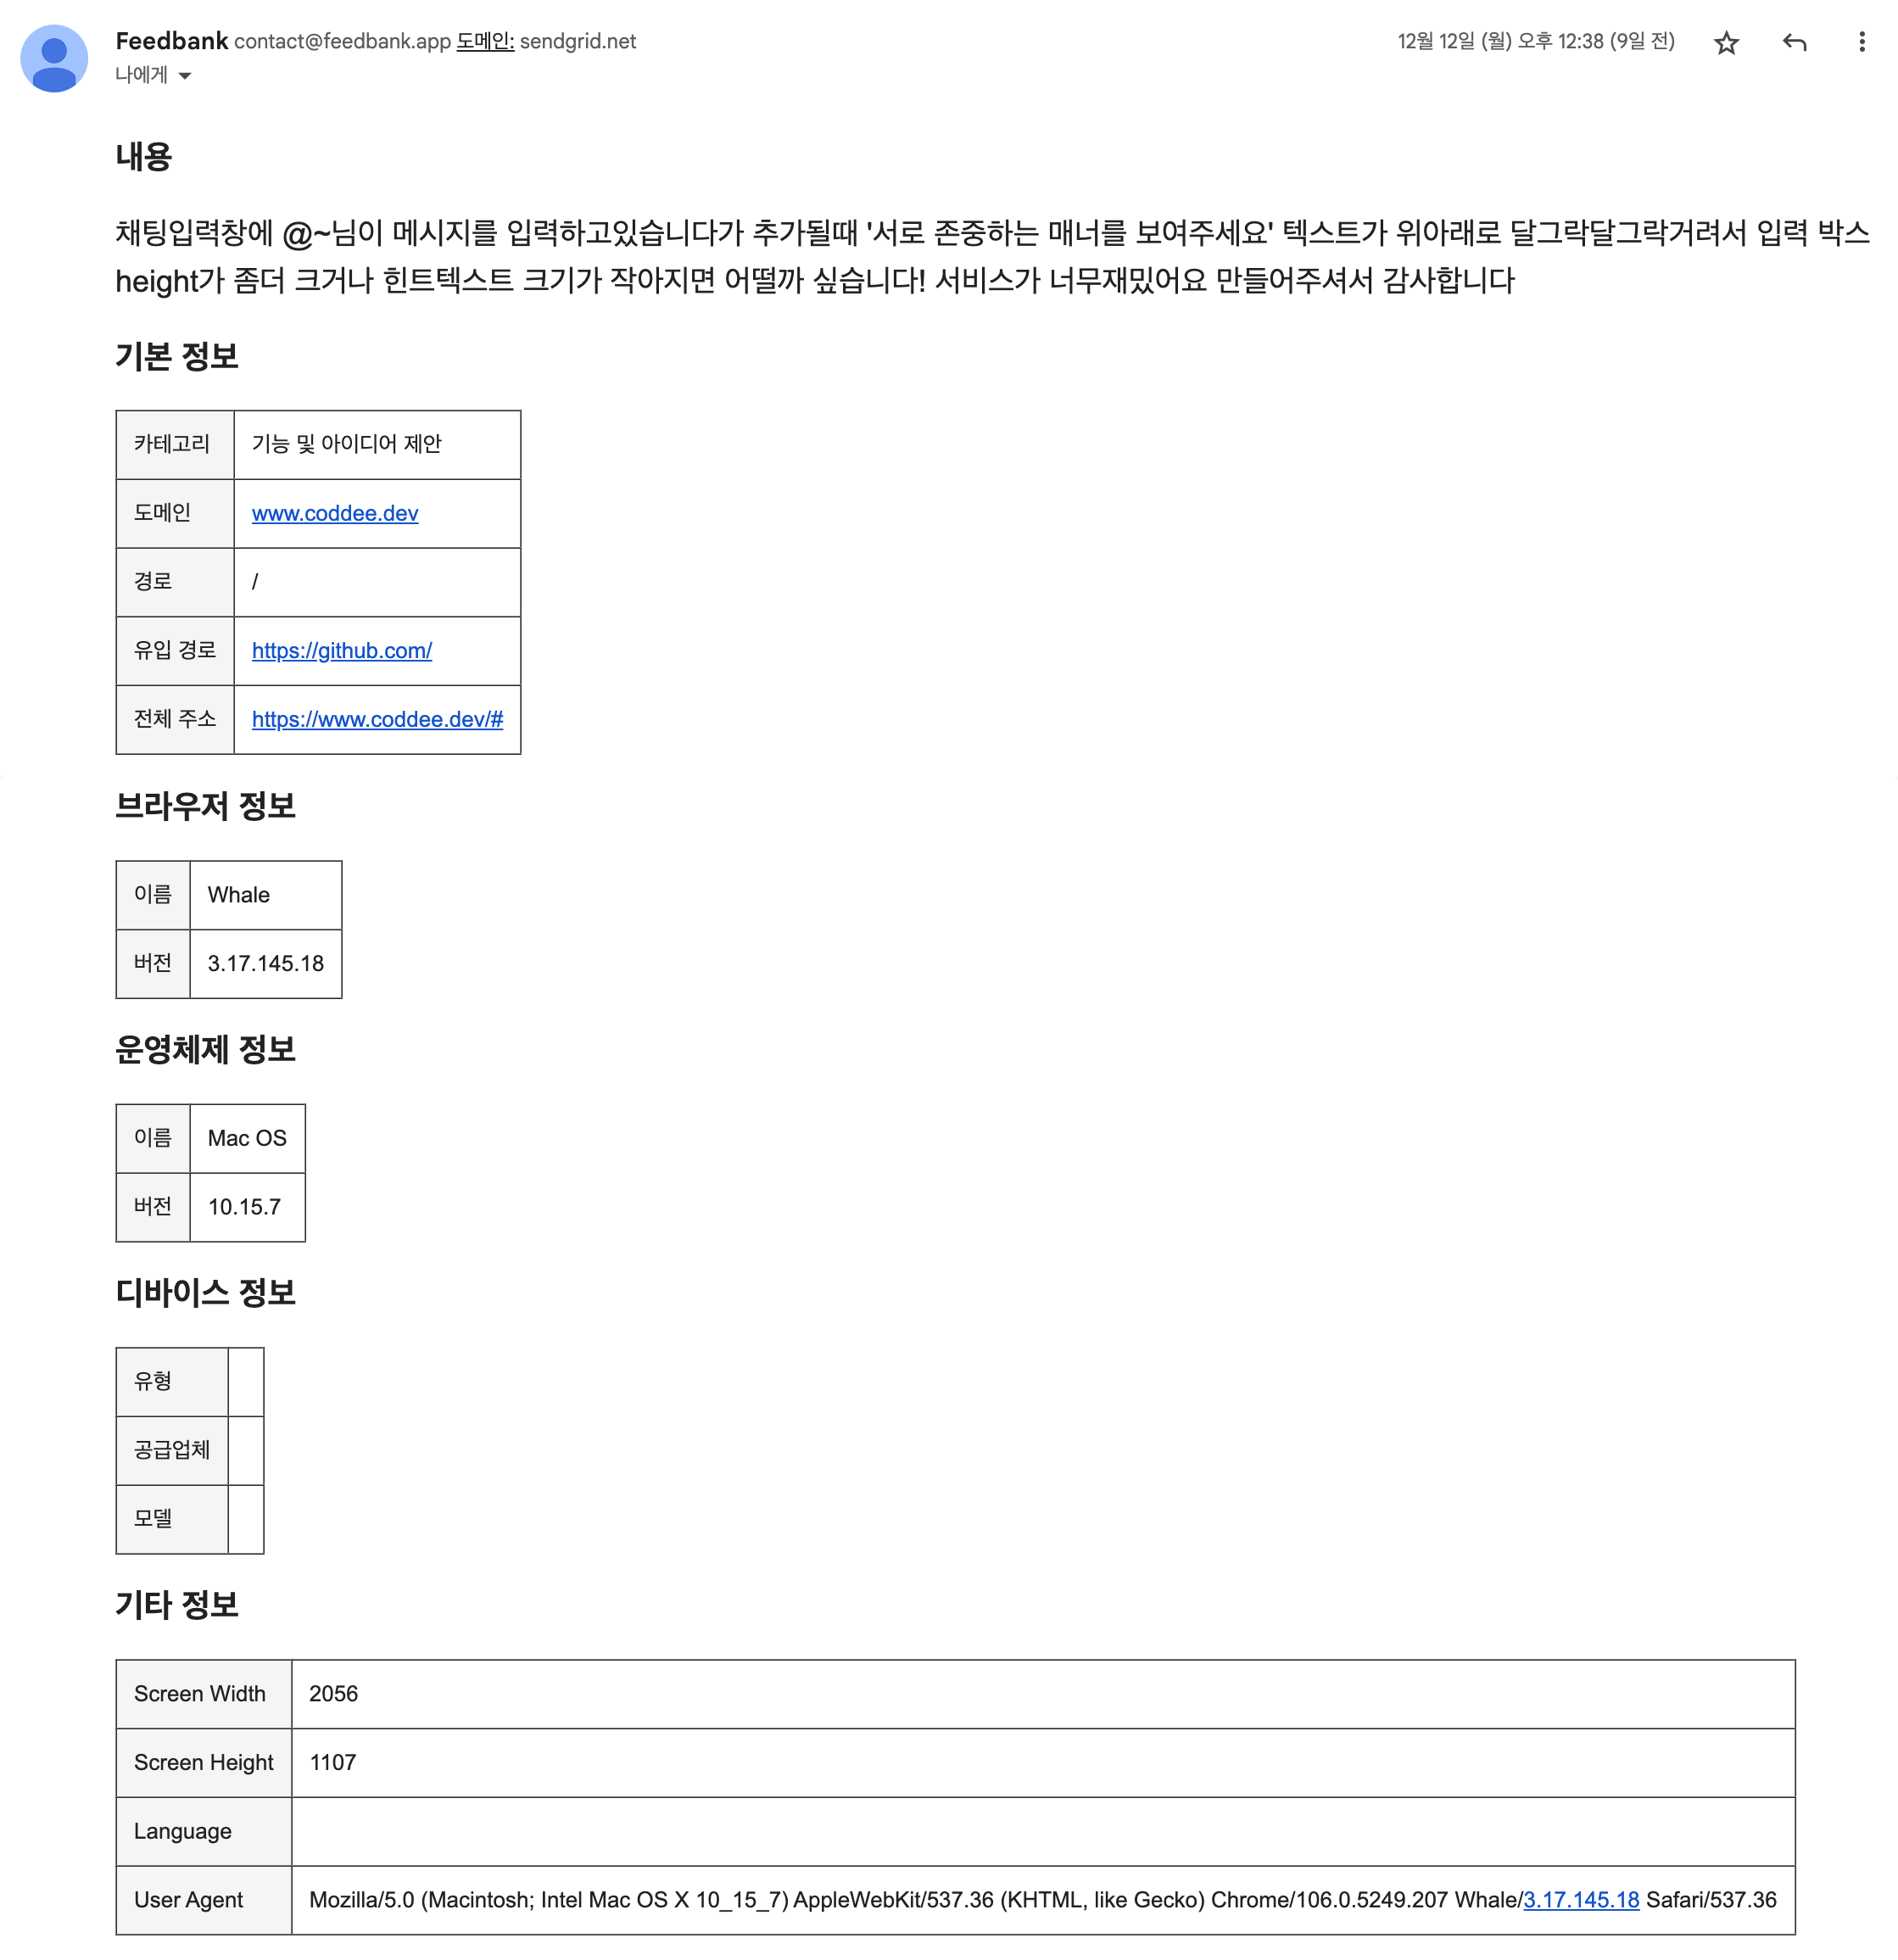 Feedbank contact@feedbank.app 도메인: sendgrid.net
12월 12일 (월) 오후 12:38 (9일 전)
나에게
내용
채팅입력창에 @~님이 메시지를 입력하고있습니다가 추가될때 '서로 존중하는 매너를 보여주세요' 텍스트가 위아래로 달그락달그락거려서 입력 박스
height가 좀더 크거나 힌트텍스트 크기가 작아지면 어떨까 싶습니다! 서비스가 너무재밌어요 만들어주셔서 감사합니다
기본 정보
카테고리 기능 및 아이디어 제안
도메인 www.coddee.dev
경로 /
유입 경로 https://github.com/
전체 주소 https://www.coddee.dev/#
브라우저 정보
이름 Whale
버전 3.17.145.18
운영체제 정보
이름 Mac OS
버전 10.15.7
디바이스 정보
유형
공급업체
모델
기타 정보
Screen Width 2056
Screen Height 1107
Language
User Agent Mozilla/5.0 (Macintosh; Intel Mac OS X 10_15_7) AppleWebKit/537.36 (KHTML, like Gecko) Chrome/106.0.5249.207 Whale/3.17.145.18 Safari/537.36